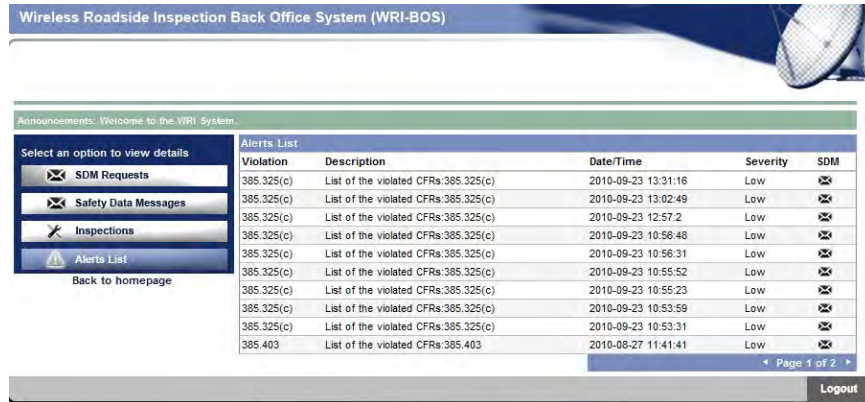 Wireless Roadside Inspection Back Office System (WRI-BOS)
Announcements: Welcome to the WRI System.
Select an option to view details
SDM Requests
Safety Data Messages
Inspections
Alerts List
Back to homepage
Alerts List
Violation Description Date/Time Severity SDM
385.325(c) List of the violated CFRs:385.325(c) 2010-09-23 13:31:16 Low
385.325(c) List of the violated CFRs:385.325(c) 2010-09-23 13:02:49 Low
385.325(c) List of the violated CFRs:385.325(c) 2010-09-23 12:57:2 Low
385.325(c) List of the violated CFRs:385.325(c) 2010-09-23 10:56:48 Low
385.325(c) List of the violated CFRs:385.325(c) 2010-09-23 10:56:31 Low
385.325(c) List of the violated CFRs:385.325(c) 2010-09-23 10:55:52 Low
385.325(c) List of the violated CFRs:385.325(c) 2010-09-23 10:55:23 Low
385.325(c) List of the violated CFRs:385.325(c) 2010-09-23 10:53:59 Low
385.325(c) List of the violated CFRs:385.325(c) 2010-09-23 10:53:31 Low
385.403 List of the violated CFRs:385.403 2010-08-27 11:41:41 Low
Page 1 of 2
Logout